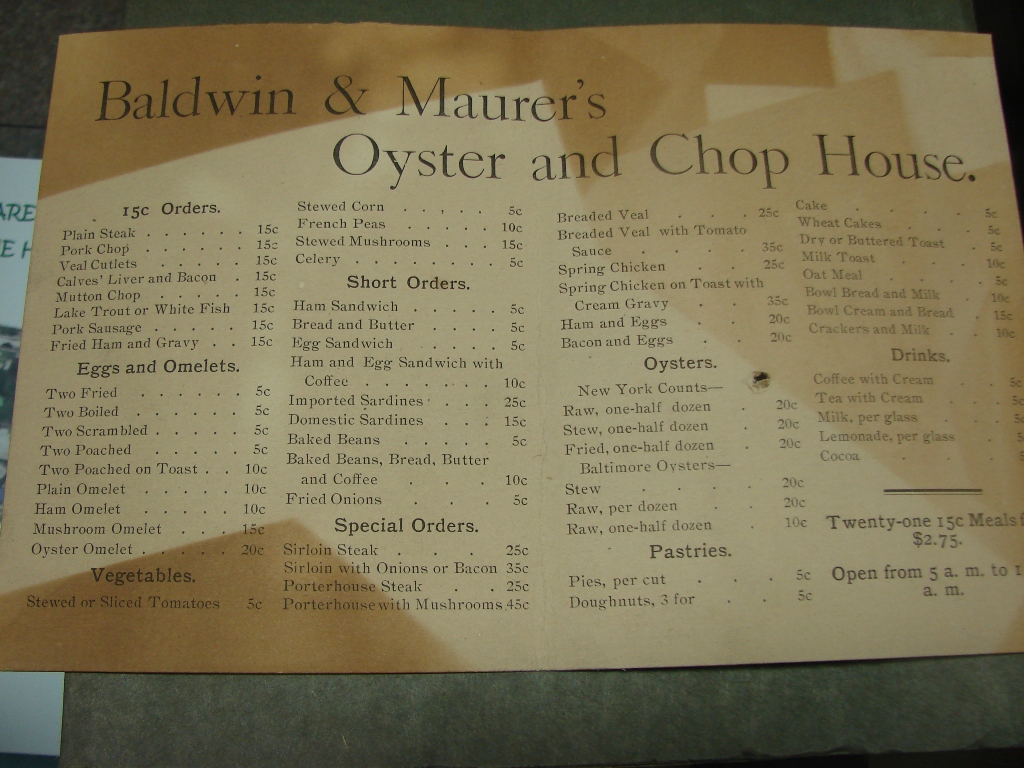 ARE
E H
Baldwin & Maurer's
Oyster and Chop House.
15c Orders.
Plain Steak . . . . . . 15c
Pork Chop . . . . . . 15c
Veal Cutlets . . . . . 15c
Calves' Liver and Bacon . 15c
Mutton Chop . . . . . 15c
Lake Trout or White Fish 15c
Pork Sausage . . . . . 15c
Fried Ham and Gravy . . 15c
Eggs and Omelets.
Two Fried . . . . . 5c
Two Boiled . . . . . 5c
Two Scrambled . . . . . 5c
Two Poached . . . . . 5c
Two Poached on Toast . . 10c
Plain Omelet . . . . . 10c
Ham Omelet . . . . . 10c
Mushroom Omelet . . . . 15c
Oyster Omelet . . . . . 20c
Vegetables.
Stewed or Sliced Tomatoes 5c
Stewed Corn . . . . . 5c
French Peas . . . . . 10c
Stewed Mushrooms . . . 15c
Celery . . . . . . . . 5c
Short Orders.
Ham Sandwich . . . . . 5c
Bread and Butter . . . . 5c
Egg Sandwich . . . . . 5c
Ham and Egg Sandwich with
Coffee . . . . . . . 10c
Imported Sardines . . . 25c
Domestic Sardines . . . 15c
Baked Beans . . . . . 5c
Baked Beans, Bread, Butter
and Coffee . . . 10c
Fried Onions . . . 5c
Special Orders.
Sirloin Steak . . . . 25c
Sirloin with Onions or Bacon 35c
Porterhouse Steak . . 25c
Porterhouse with Mushrooms. 45c
Breaded Veal . . . . 25c
Breaded Veal with Tomato
Sauce . . . . 35c
Spring Chicken . . 25c
Spring Chicken on Toast with
Cream Gravy . . 35c
Ham and Eggs . . 20c
Bacon and Eggs . . 20c
Oysters.
New York Counts—
Raw, one-half dozen . 20c
Stew, one-half dozen . 20c
Fried, one-half dozen . 20c
Baltimore Oysters—
Stew . . . . 20c
Raw, per dozen . . 20c
Raw, one-half dozen . 10c
Pastries.
Pies, per cut . . . 5c
Doughnuts, 3 for . . 5c
Cake . . . . . 5c
Wheat Cakes . . . . 5c
Dry or Buttered Toast . 5c
Milk Toast . . . . 10c
Oat Meal . . . . 5c
Bowl Bread and Milk . 10c
Bowl Cream and Bread . 15c
Crackers and Milk . . 10c
Drinks.
Coffee with Cream . . 5c
Tea with Cream . . . 5c
Milk, per glass . . . 5
Lemonade, per glass . . 5
Cocoa . . . . 5
Twenty-one 15c Meals f
$2.75.
Open from 5 a. m. to 1
a. m.